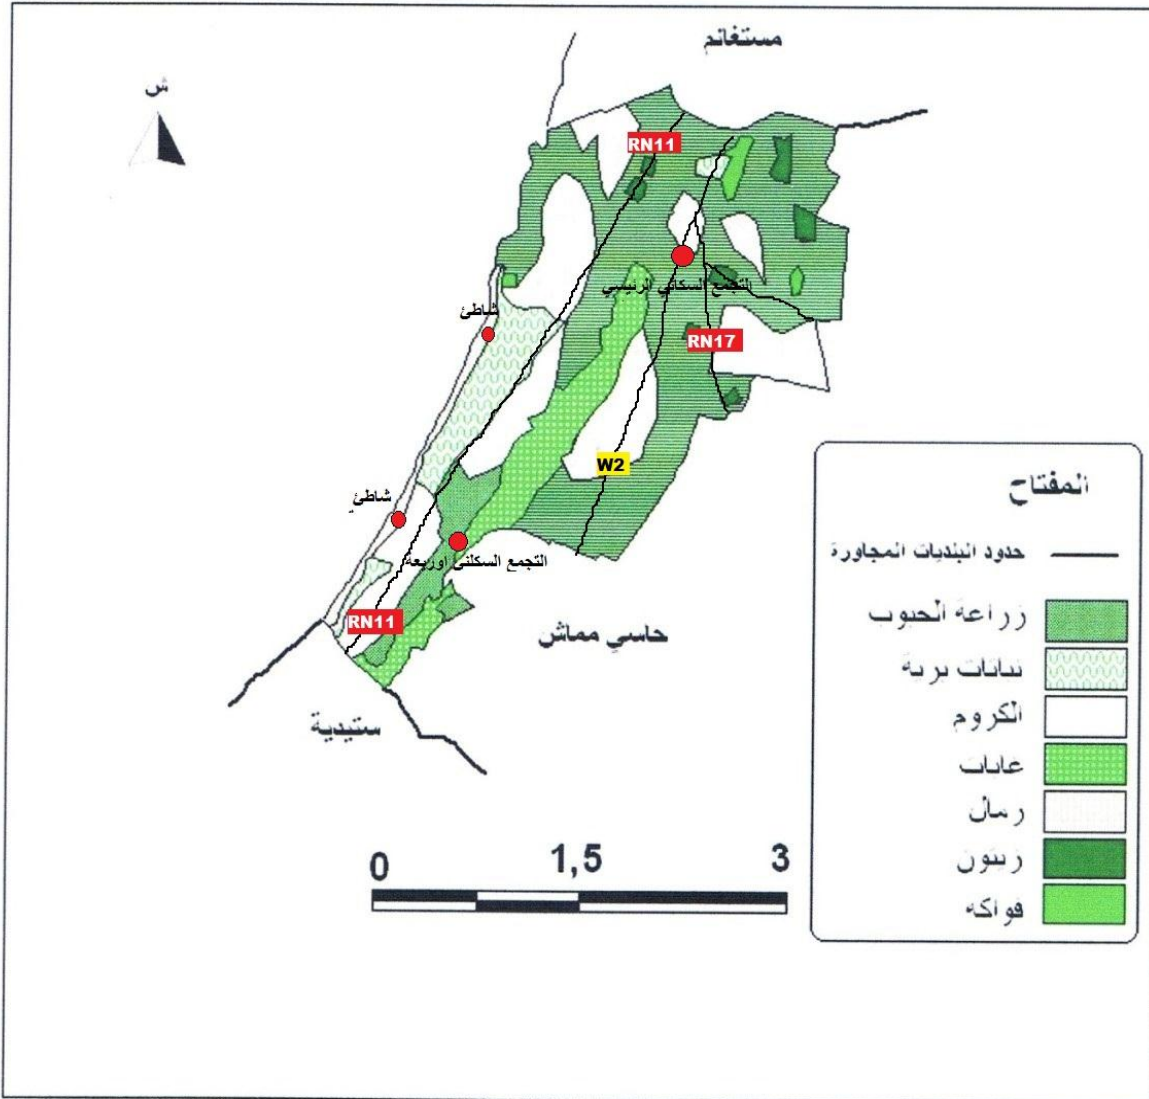 مستغانم
ش
RN11
التجمع السكاني الرئيسي
شاطئ
RN17
W2
شاطئ
التجمع السكلني اوريعة
RN11
حاسي مماش
ستيدية
المفتاح
حدود البلديات المجاورة
زراعة الحبوب
نباتات برية
الكروم
غابات
رمال
زيتون
فواكه
0 1,5 3